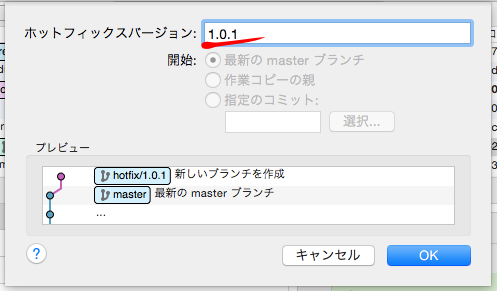 ホットフィックスバージョン: 1.0.1
開始: 最新の master ブランチ
作業コピーの親
指定のコミット:
選択...
プレビュー
hotfix/1.0.1 新しいブランチを作成
master 最新の master ブランチ
...
? キャンセル OK